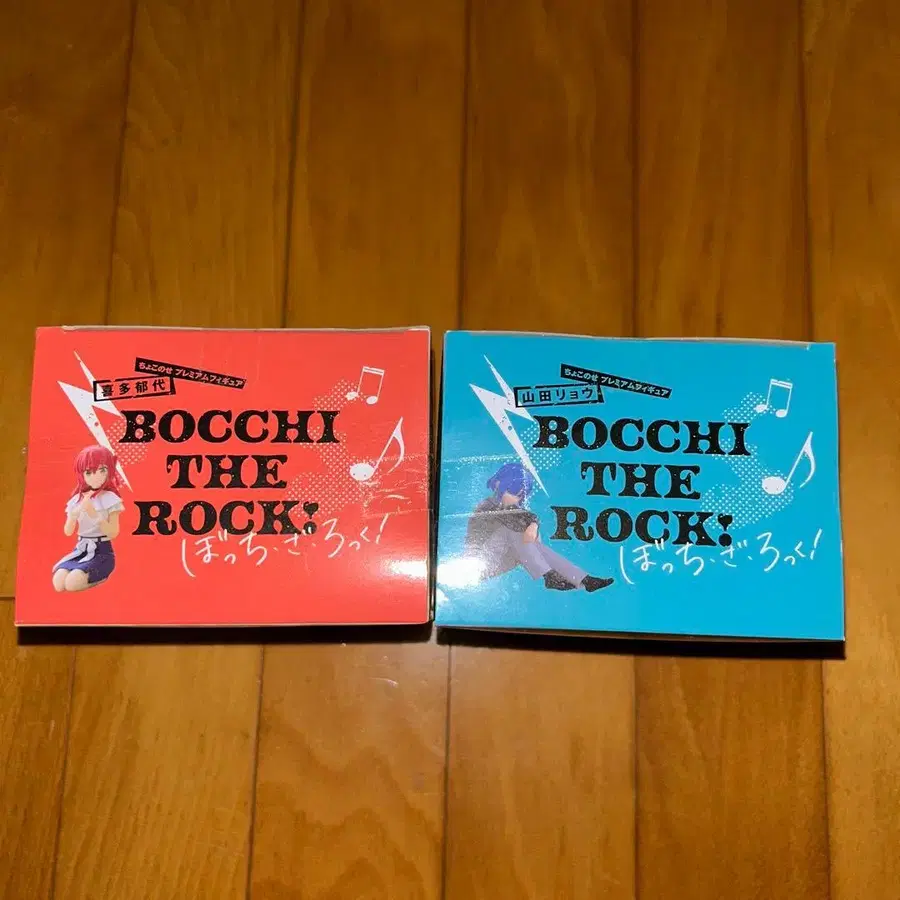 ちょこのせ プレミアムフィギュア
喜多郁代
BOCCHI
THE
ROCK!
ぼっち・ざ・ろっく!
ちょこのせ プレミアムフィギュア
山田リョウ
BOCCHI
THE
ROCK!
ぼっち・ざ・ろっく!